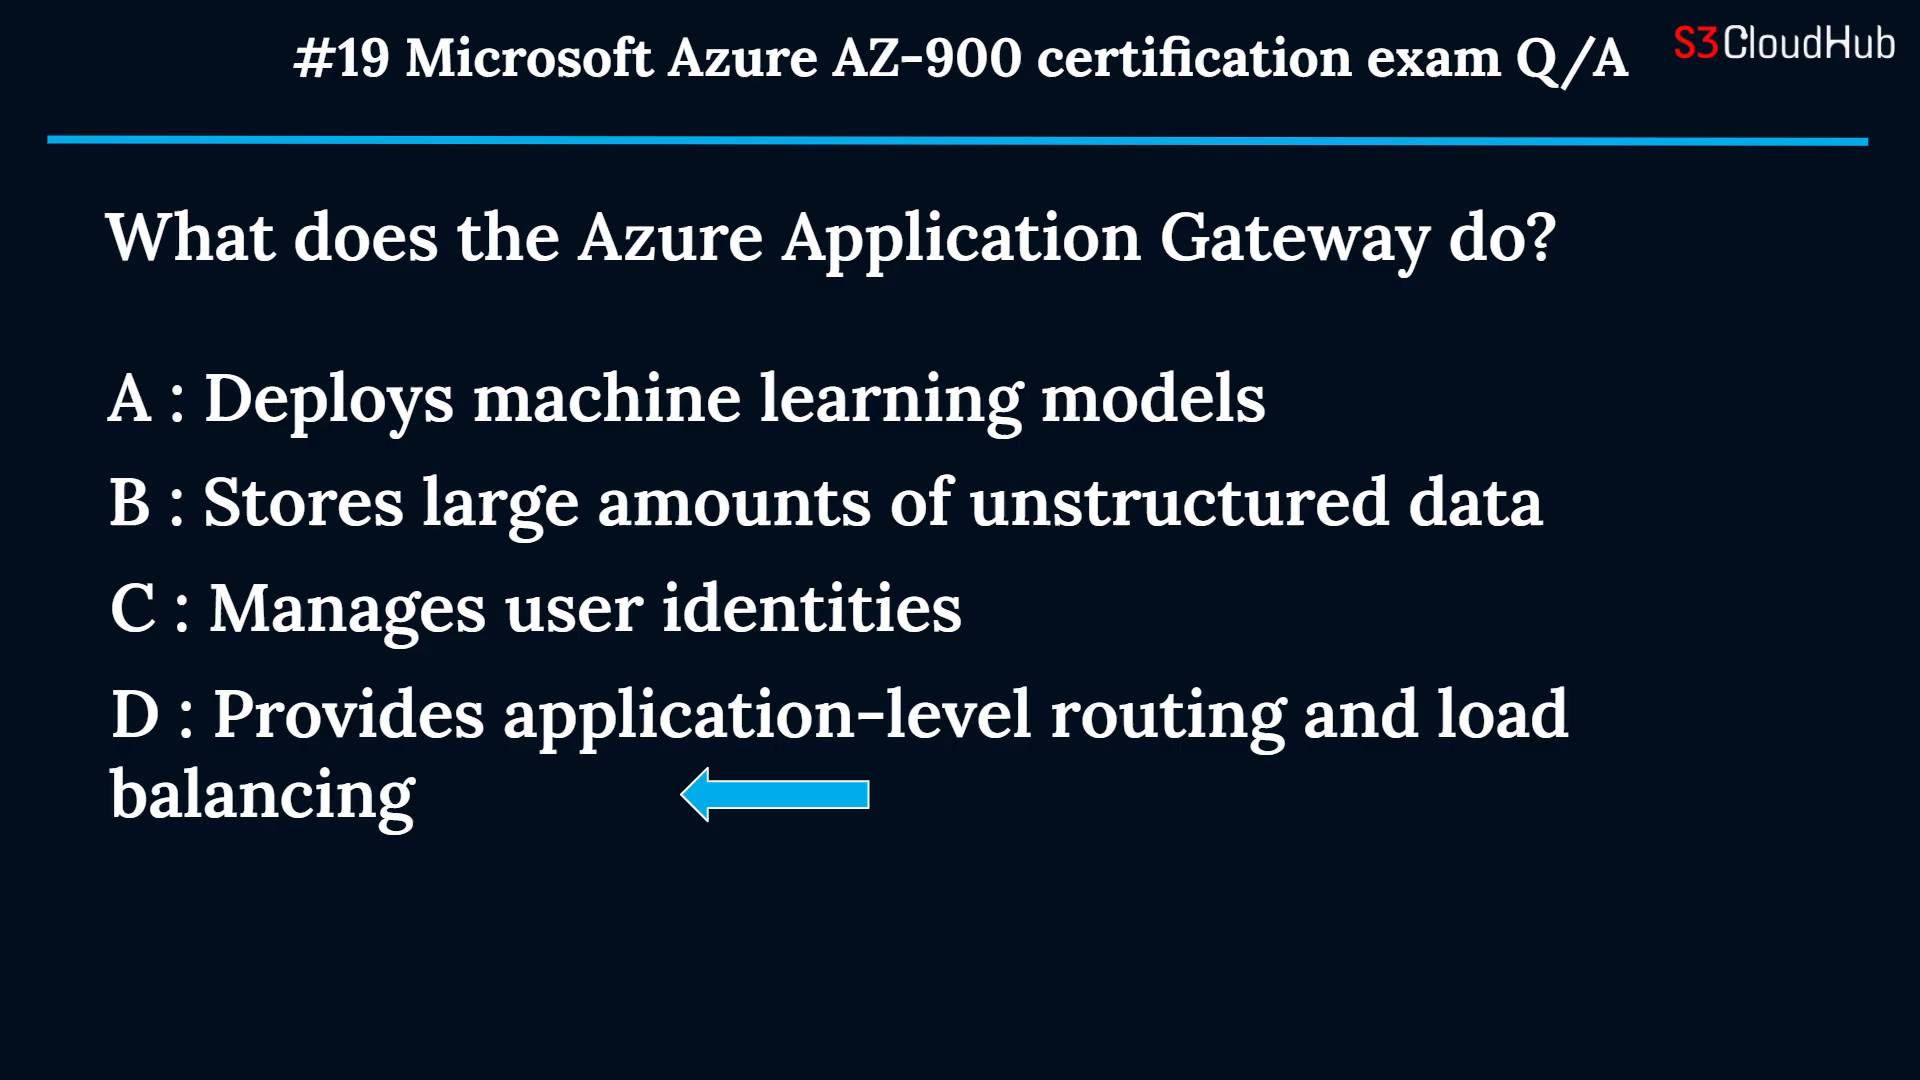 #19 Microsoft Azure AZ-900 certification exam Q/A
S3CloudHub
What does the Azure Application Gateway do?
A : Deploys machine learning models
B : Stores large amounts of unstructured data
C : Manages user identities
D : Provides application-level routing and load
balancing